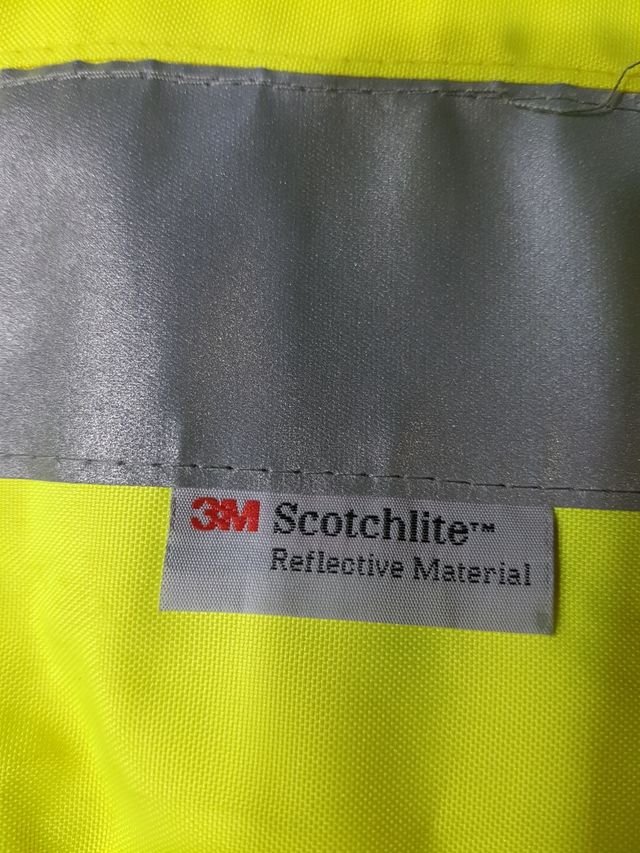 3M Scotchlite™
Reflective Material